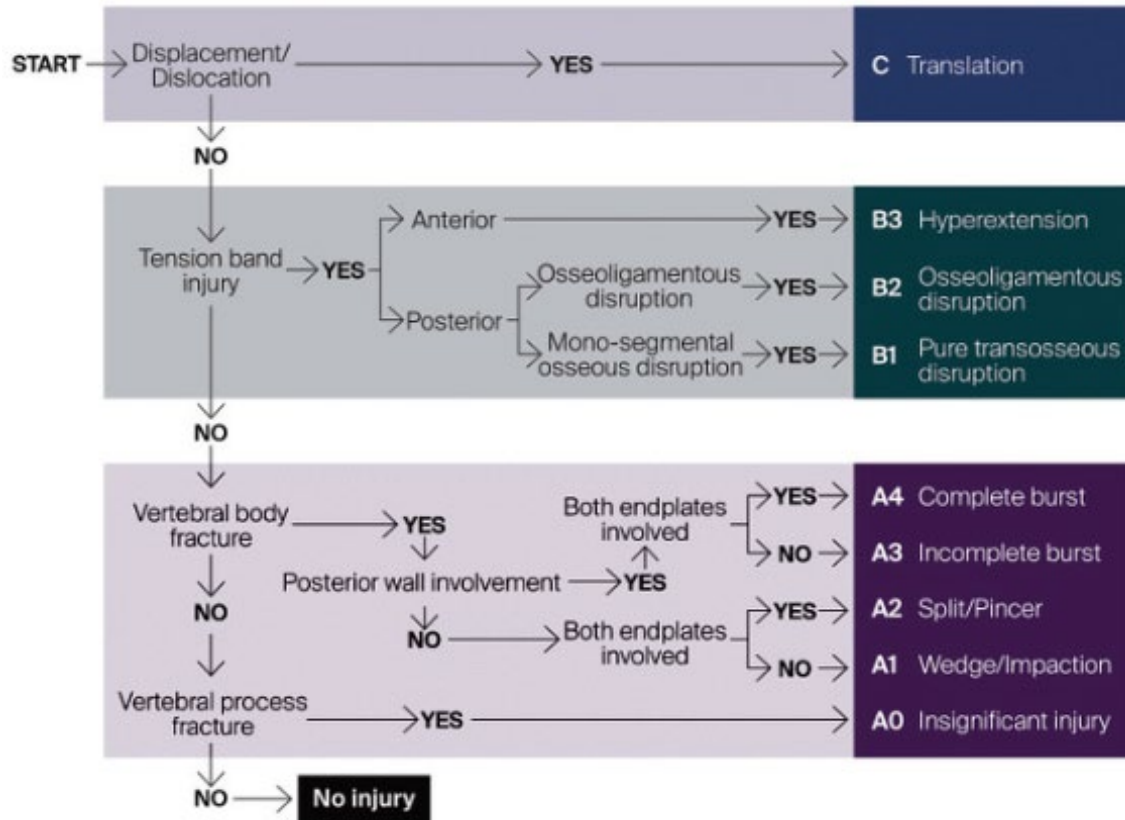 START
Displacement/
Dislocation
YES
C Translation
NO
Tension band
injury
YES
Anterior
YES
B3 Hyperextension
Posterior
Osseoligamentous
disruption
YES
B2 Osseoligamentous
disruption
Mono-segmental
osseous disruption
YES
B1 Pure transosseous
disruption
NO
Vertebral body
fracture
YES
Posterior wall involvement
YES
Both endplates
involved
YES
A4 Complete burst
NO
A3 Incomplete burst
NO
Both endplates
involved
YES
A2 Split/Pincer
NO
A1 Wedge/Impaction
NO
Vertebral process
fracture
YES
A0 Insignificant injury
NO
No injury